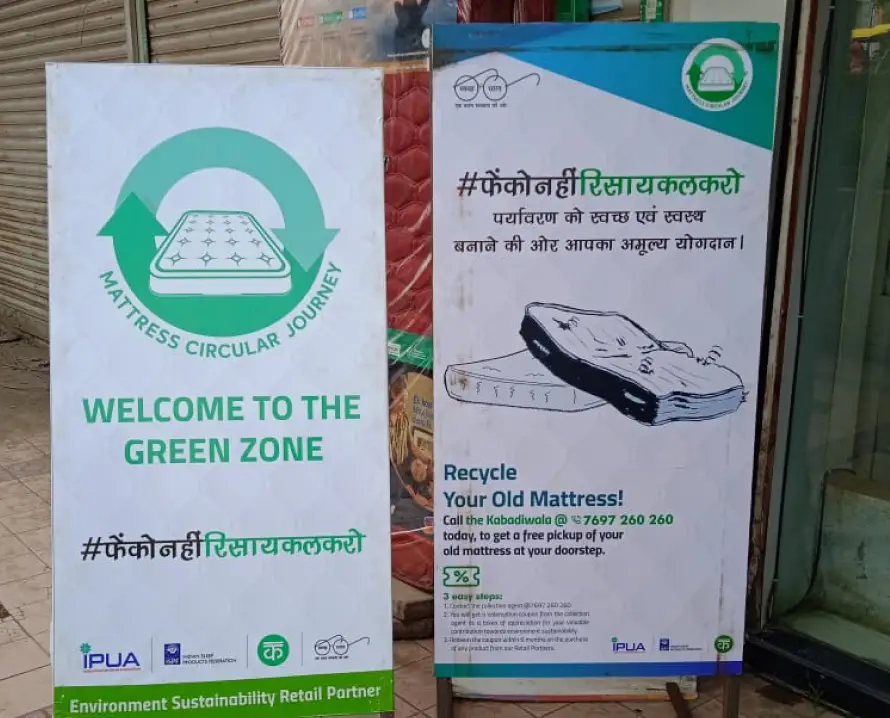 MATTRESS CIRCULAR JOURNEY
WELCOME TO THE
GREEN ZONE
#फेंकोनहींरिसायकलकरो
IPUA
INDIAN SLEEP
PRODUCTS FEDERATION
क
Environment Sustainability Retail Partner
MATTRESS CIRCULAR JOURNEY
स्वच्छ भारत
एक कदम स्वच्छता की ओर
#फेंकोनहींरिसायकलकरो
पर्यावरण को स्वच्छ एवं स्वस्थ
बनाने की ओर आपका अमूल्य योगदान।
Recycle
Your Old Mattress!
Call the Kabadiwala @ 7697 260 260
today, to get a free pickup of your
old mattress at your doorstep.
%
3 easy steps:
1. Contact the collection agent @7697 260 260
2. You will get a redemption coupon from the collection
agent as a token of appreciation for your valuable
contribution towards environment sustainability.
3. Redeem the coupon within 6 months on the purchase
of any product from our Retail Partners.
IPUA
क